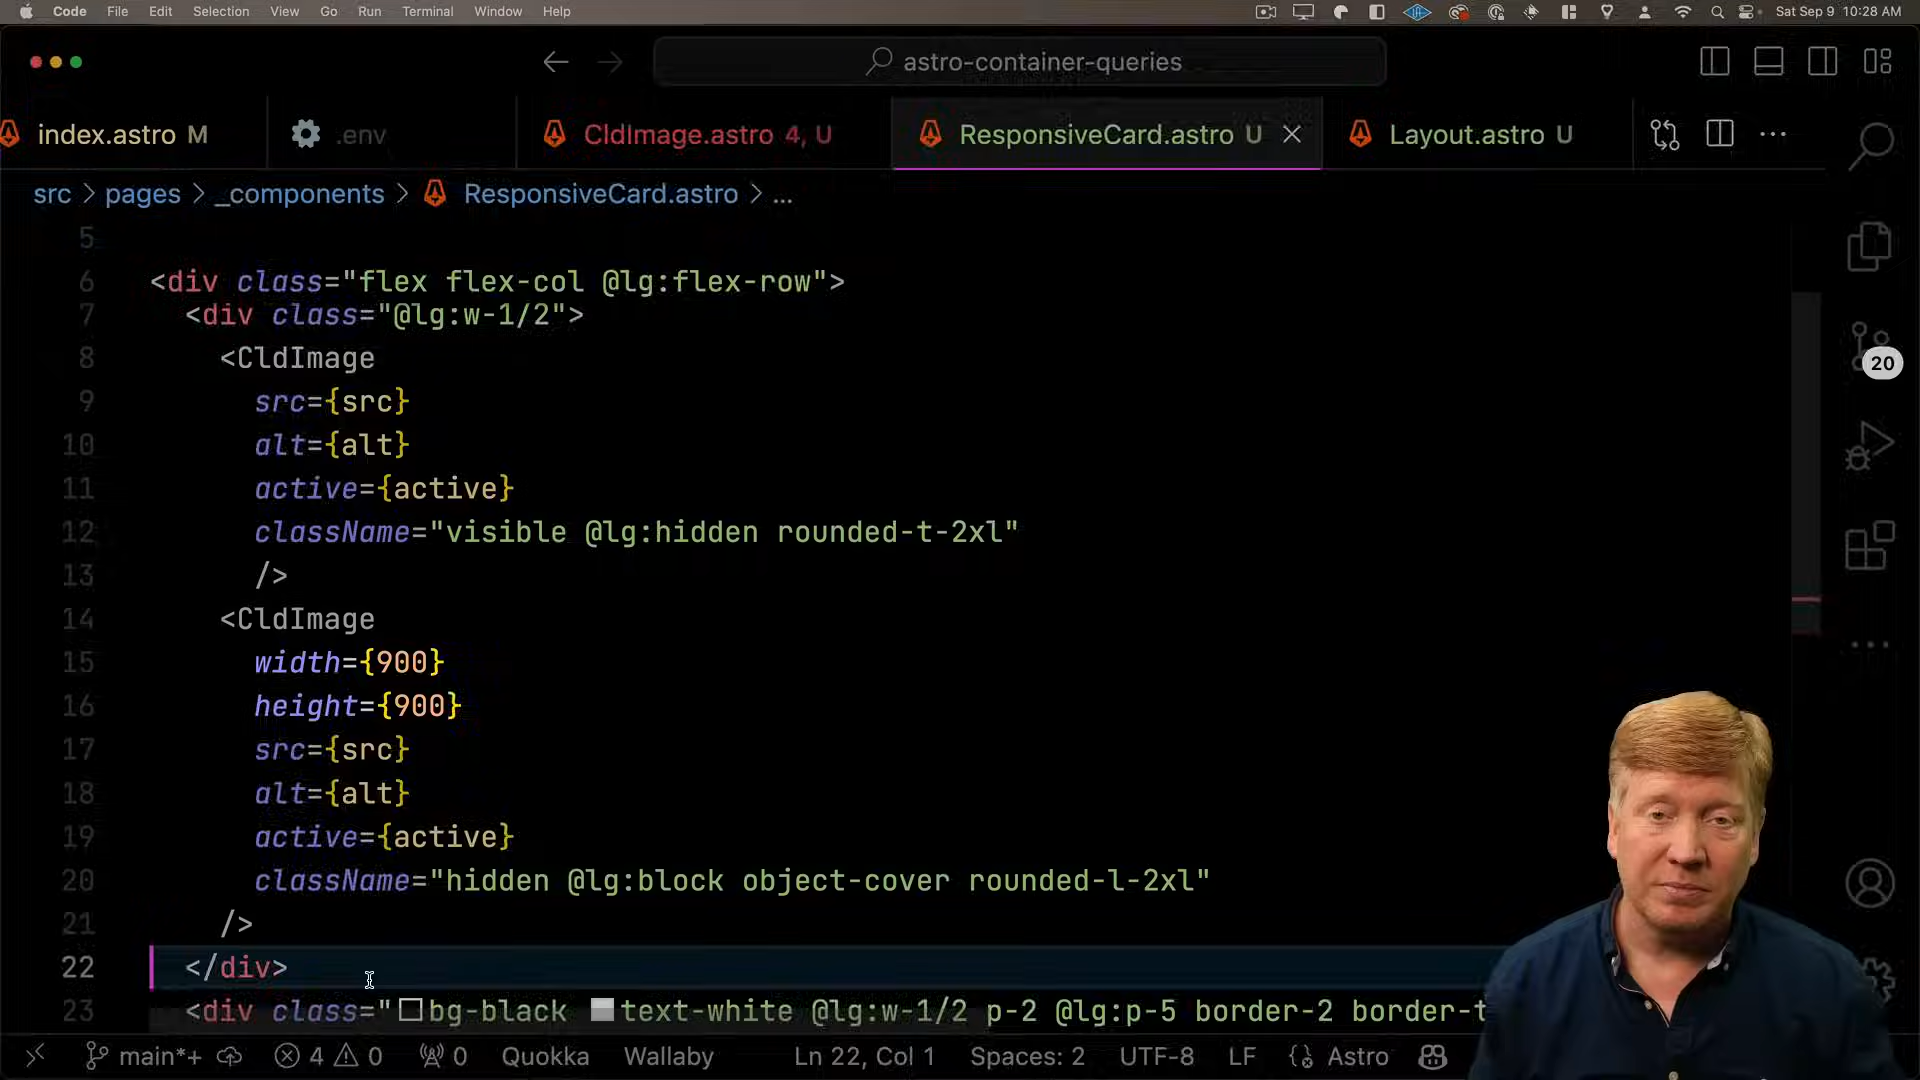 Code File Edit Selection View Go Run Terminal Window Help Sat Sep 9 10:28 AM
astro-container-queries
index.astro M .env CldImage.astro 4, U ResponsiveCard.astro U Layout.astro U
src > pages > _components > ResponsiveCard.astro > ...
5
6 <div class="flex flex-col @lg:flex-row">
7 <div class="@lg:w-1/2">
8 <CldImage
9 src={src}
10 alt={alt}
11 active={active}
12 className="visible @lg:hidden rounded-t-2xl"
13 />
14 <CldImage
15 width={900}
16 height={900}
17 src={src}
18 alt={alt}
19 active={active}
20 className="hidden @lg:block object-cover rounded-l-2xl"
21 />
22 </div>
23 <div class="bg-black text-white @lg:w-1/2 p-2 @lg:p-5 border-2 border-t
20
main*+ 4 0 0 Quokka Wallaby Ln 22, Col 1 Spaces: 2 UTF-8 LF Astro